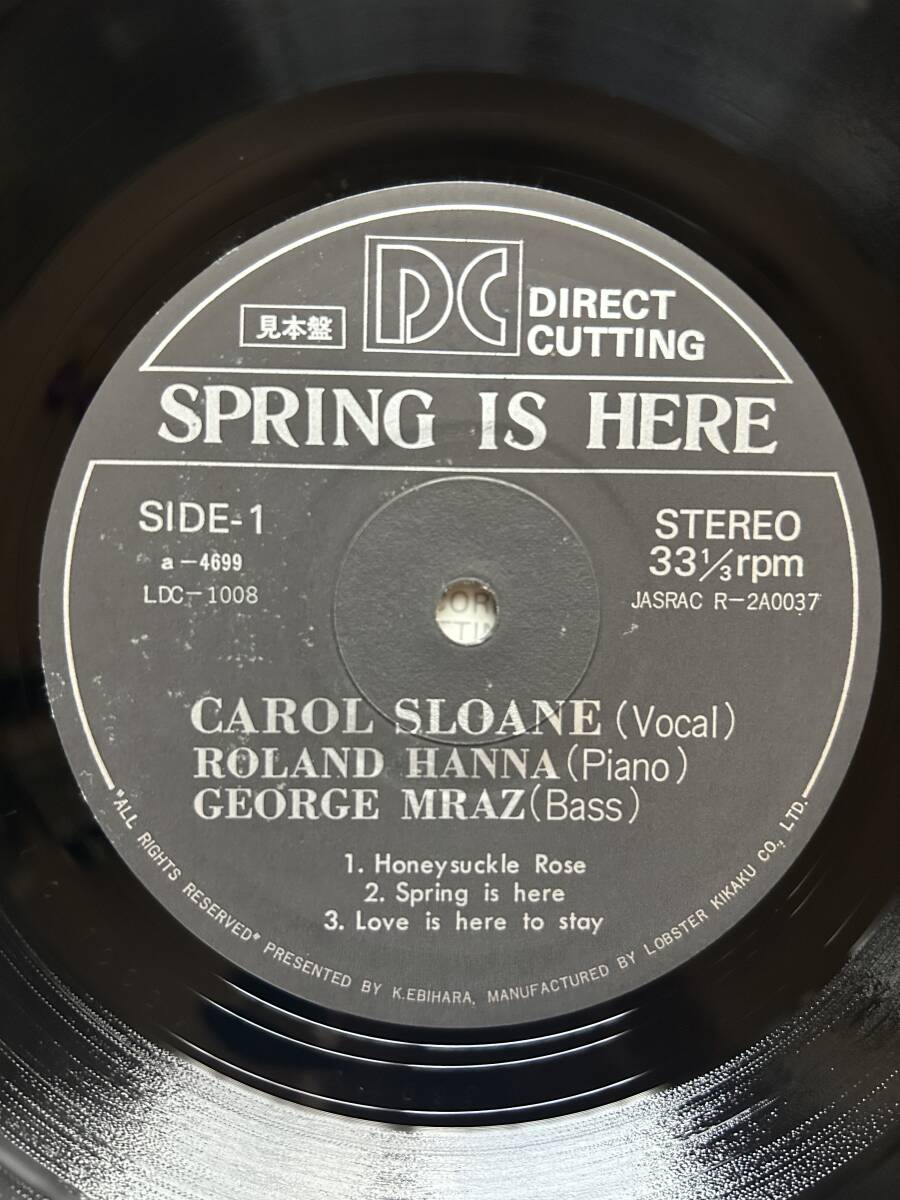 見本盤
DC
DIRECT
CUTTING
SPRING IS HERE
SIDE-1
a-4699
LDC-1008
STEREO
33⅓rpm
JASRAC R-2A0037
CAROL SLOANE (Vocal)
ROLAND HANNA (Piano)
GEORGE MRAZ (Bass)
1. Honeysuckle Rose
2. Spring is here
3. Love is here to stay
"ALL RIGHTS RESERVED" PRESENTED BY K.EBIHARA, MANUFACTURED BY LOBSTER KIKAKU CO., LTD.